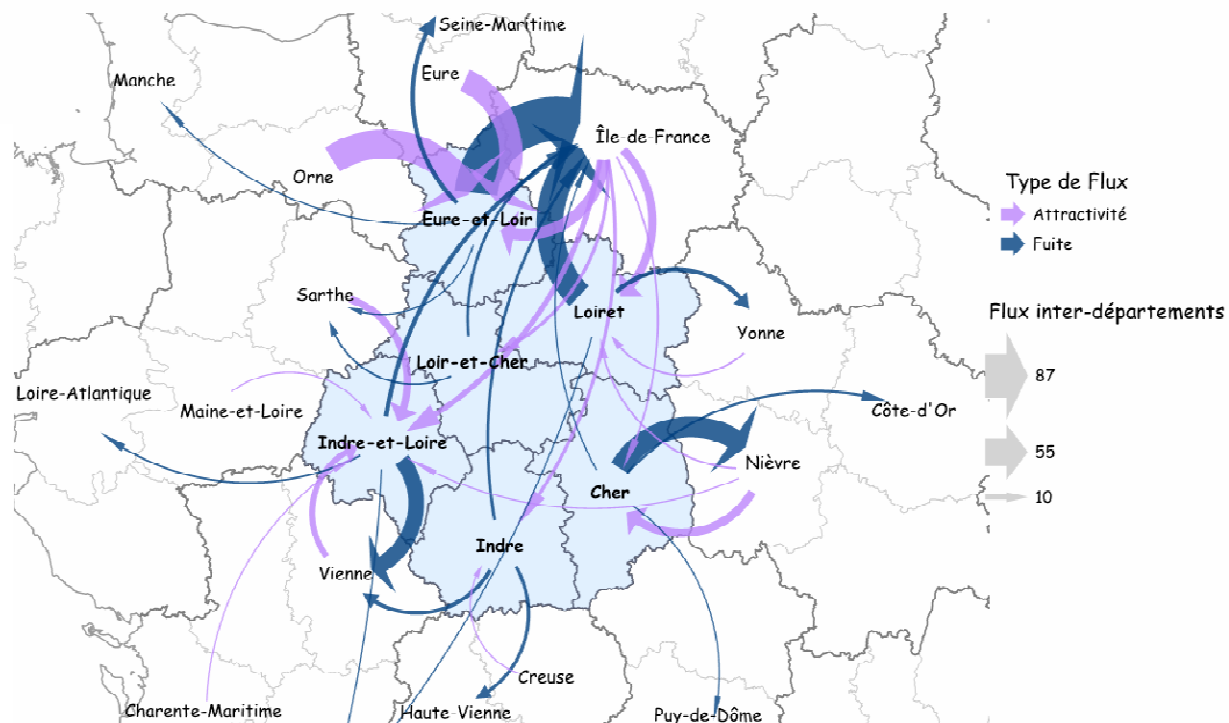 Seine-Maritime
Eure
Manche
Île-de-France
Orne
Eure-et-Loir
Type de Flux
Attractivité
Fuite
Sarthe
Loiret
Yonne
Flux inter-départements
87
Loir-et-Cher
Loire-Atlantique
Maine-et-Loire
Côte-d'Or
Indre-et-Loire
55
Nièvre
Cher
10
Indre
Vienne
Creuse
Charente-Maritime
Haute-Vienne
Puy-de-Dôme